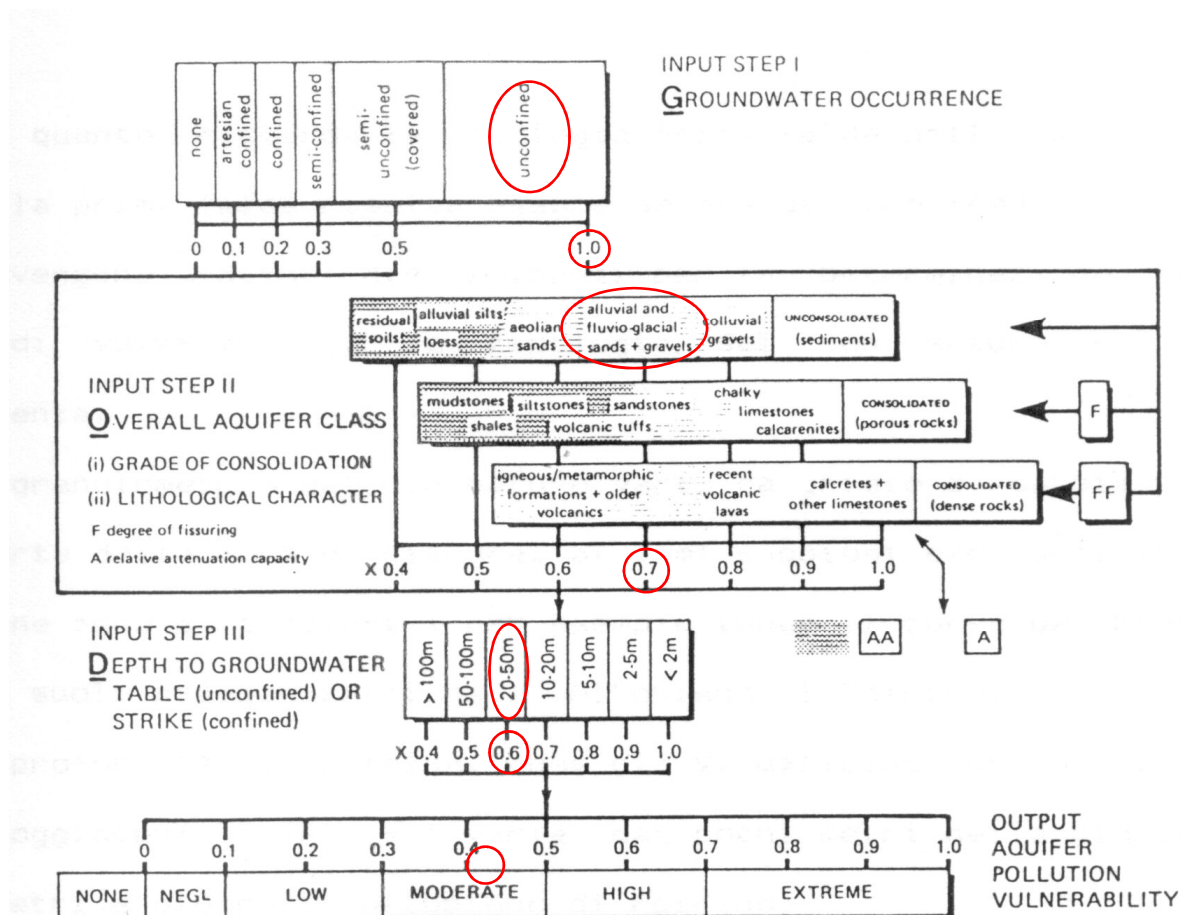 INPUT STEP I
GROUNDWATER OCCURRENCE
none
artesian
confined
confined
semi-confined
semi-
unconfined
(covered)
unconfined
0 0.1 0.2 0.3 0.5 1.0
INPUT STEP II
OVERALL AQUIFER CLASS
(i) GRADE OF CONSOLIDATION
(ii) LITHOLOGICAL CHARACTER
F degree of fissuring
A relative attenuation capacity
residual
soils
alluvial silts
loess
aeolian
sands
alluvial and
fluvio-glacial
sands + gravels
colluvial
gravels
UNCONSOLIDATED
(sediments)
mudstones
shales
siltstones
sandstones
volcanic tuffs
chalky
limestones
calcarenites
CONSOLIDATED
(porous rocks)
F
igneous/metamorphic
formations + older
volcanics
recent
volcanic
lavas
calcretes +
other limestones
CONSOLIDATED
(dense rocks)
FF
X 0.4 0.5 0.6 0.7 0.8 0.9 1.0
AA
A
INPUT STEP III
DEPTH TO GROUNDWATER
TABLE (unconfined) OR
STRIKE (confined)
> 100m
50-100m
20-50m
10-20m
5-10m
2-5m
< 2m
X 0.4 0.5 0.6 0.7 0.8 0.9 1.0
0 0.1 0.2 0.3 0.4 0.5 0.6 0.7 0.8 0.9 1.0
NONE NEGL LOW MODERATE HIGH EXTREME
OUTPUT
AQUIFER
POLLUTION
VULNERABILITY